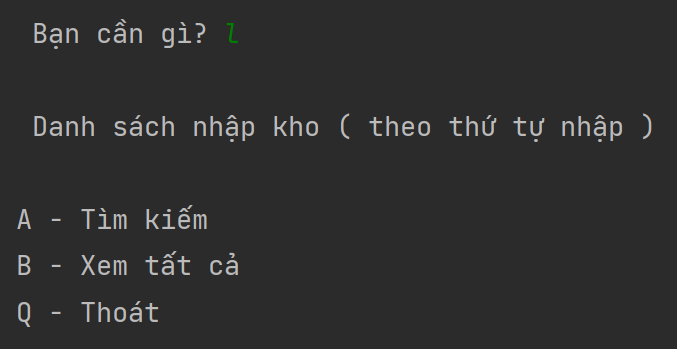 Bạn cần gì? l
Danh sách nhập kho ( theo thứ tự nhập )
A - Tìm kiếm
B - Xem tất cả
Q - Thoát